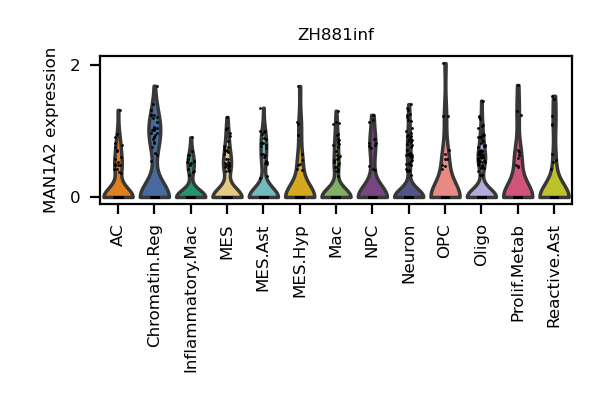 ZH881inf
MAN1A2 expression
2
0
AC
Chromatin.Reg
Inflammatory.Mac
MES
MES.Ast
MES.Hyp
Mac
NPC
Neuron
OPC
Oligo
Prolif.Metab
Reactive.Ast